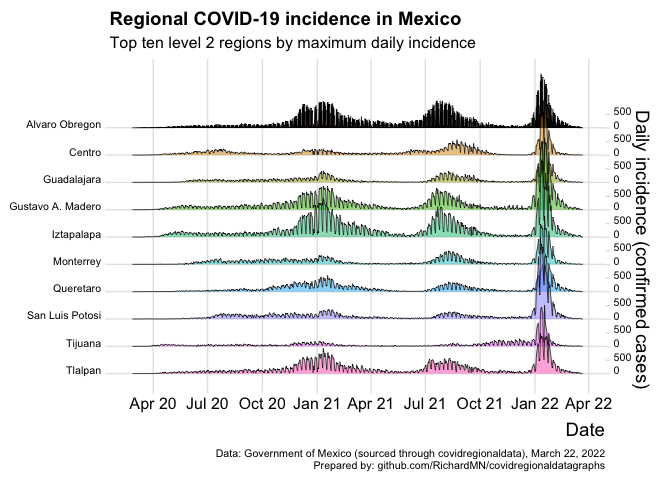 Regional COVID-19 incidence in Mexico
Top ten level 2 regions by maximum daily incidence
Alvaro Obregon
Centro
Guadalajara
Gustavo A. Madero
Iztapalapa
Monterrey
Queretaro
San Luis Potosi
Tijuana
Tlalpan
500
0
500
0
500
0
500
0
500
0
500
0
500
0
500
0
500
0
500
0
Daily incidence (confirmed cases)
Apr 20 Jul 20 Oct 20 Jan 21 Apr 21 Jul 21 Oct 21 Jan 22 Apr 22
Date
Data: Government of Mexico (sourced through covidregionaldata), March 22, 2022
Prepared by: github.com/RichardMN/covidregionaldatagraphs